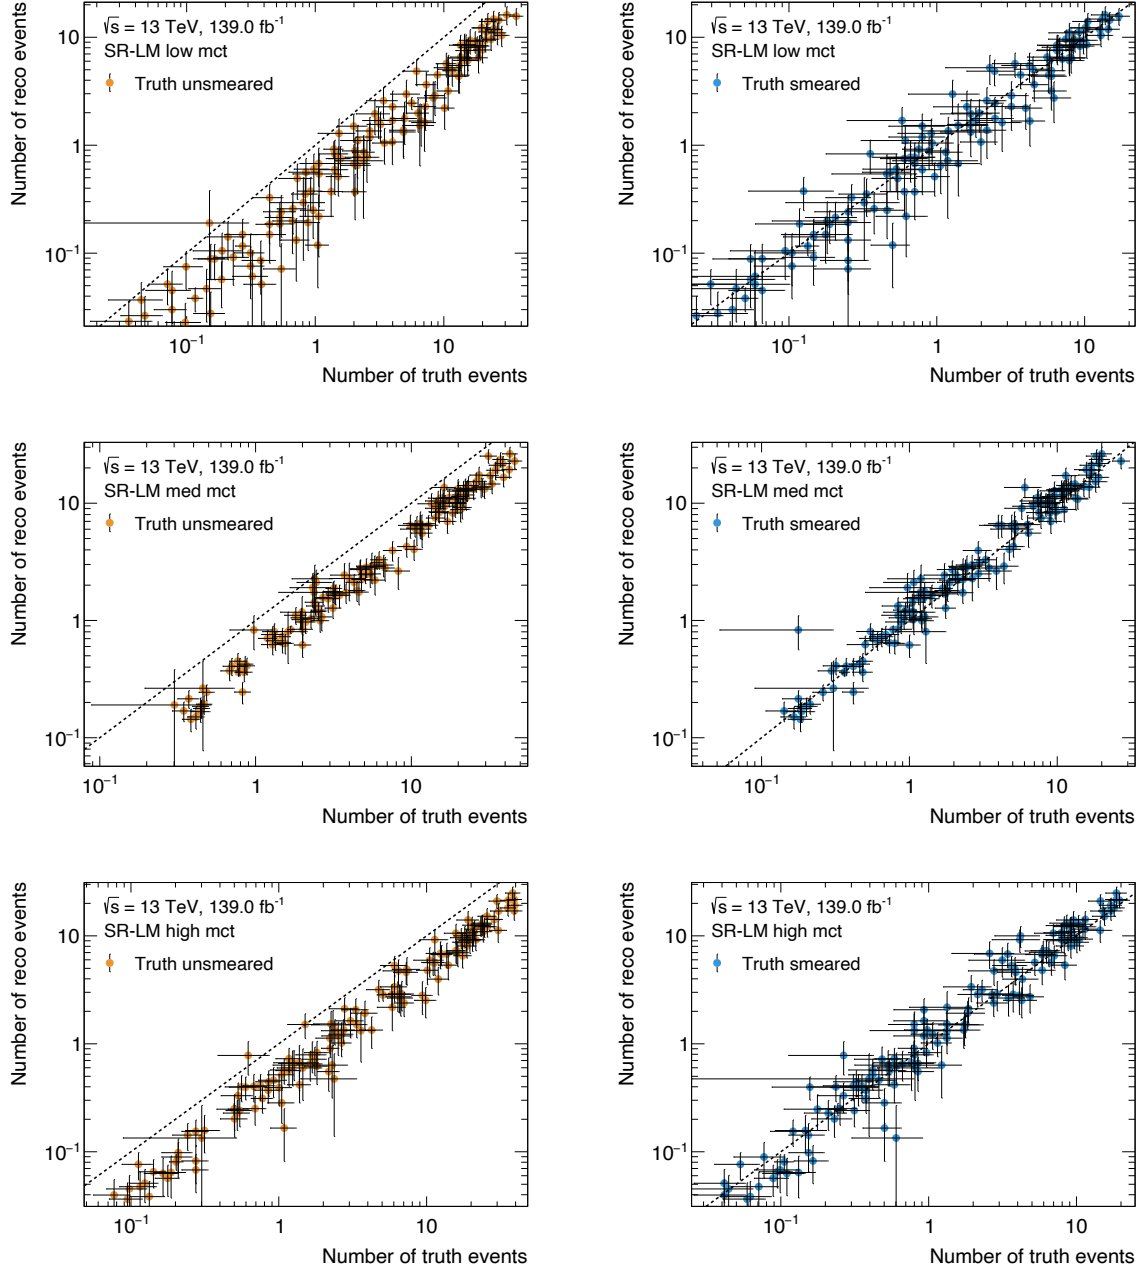 Number of reco events
√s = 13 TeV, 139.0 fb⁻¹
SR-LM low mct
Truth unsmeared
10
1
10⁻¹
10⁻¹ 1 10
Number of truth events
Number of reco events
√s = 13 TeV, 139.0 fb⁻¹
SR-LM low mct
Truth smeared
10
1
10⁻¹
10⁻¹ 1 10
Number of truth events
Number of reco events
√s = 13 TeV, 139.0 fb⁻¹
SR-LM med mct
Truth unsmeared
10
1
10⁻¹
10⁻¹ 1 10
Number of truth events
Number of reco events
√s = 13 TeV, 139.0 fb⁻¹
SR-LM med mct
Truth smeared
10
1
10⁻¹
10⁻¹ 1 10
Number of truth events
Number of reco events
√s = 13 TeV, 139.0 fb⁻¹
SR-LM high mct
Truth unsmeared
10
1
10⁻¹
10⁻¹ 1 10
Number of truth events
Number of reco events
√s = 13 TeV, 139.0 fb⁻¹
SR-LM high mct
Truth smeared
10
1
10⁻¹
10⁻¹ 1 10
Number of truth events